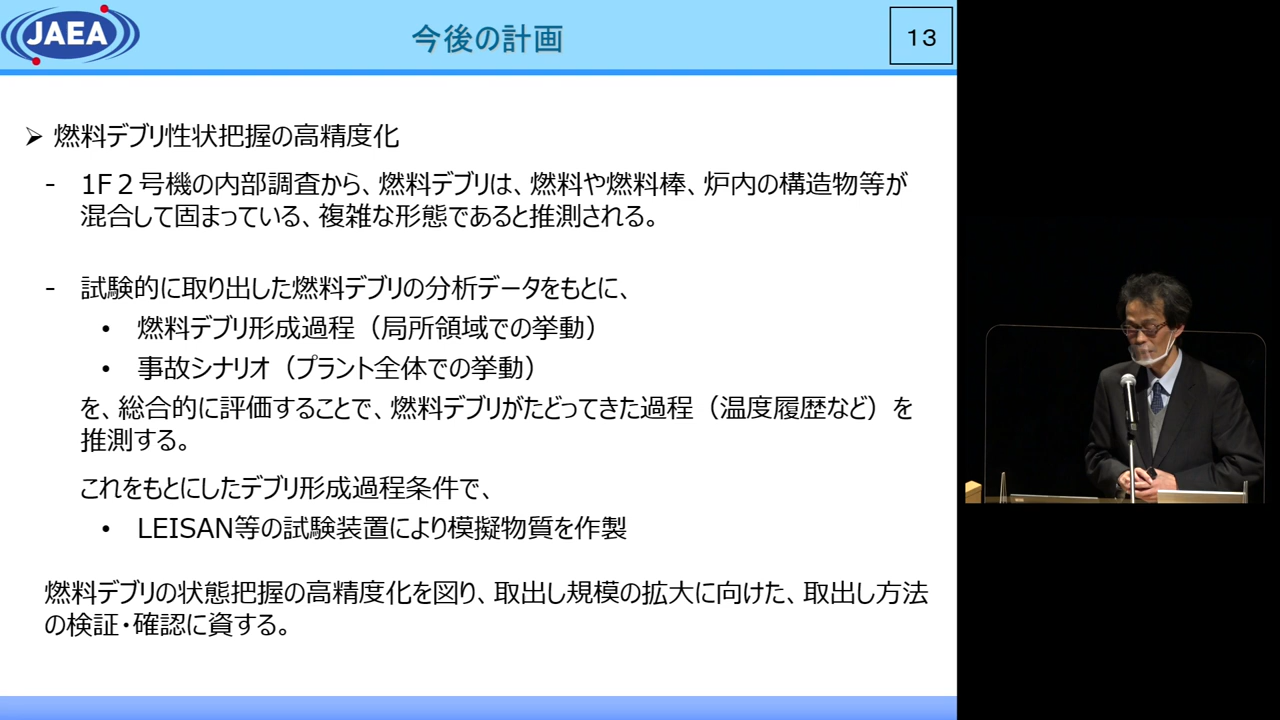 JAEA
今後の計画
13
➢ 燃料デブリ性状把握の高精度化
- 1F２号機の内部調査から、燃料デブリは、燃料や燃料棒、炉内の構造物等が
混合して固まっている、複雑な形態であると推測される。
- 試験的に取り出した燃料デブリの分析データをもとに、
• 燃料デブリ形成過程（局所領域での挙動）
• 事故シナリオ（プラント全体での挙動）
を、総合的に評価することで、燃料デブリがたどってきた過程（温度履歴など）を
推測する。
これをもとにしたデブリ形成過程条件で、
• LEISAN等の試験装置により模擬物質を作製
燃料デブリの状態把握の高精度化を図り、取出し規模の拡大に向けた、取出し方法
の検証・確認に資する。